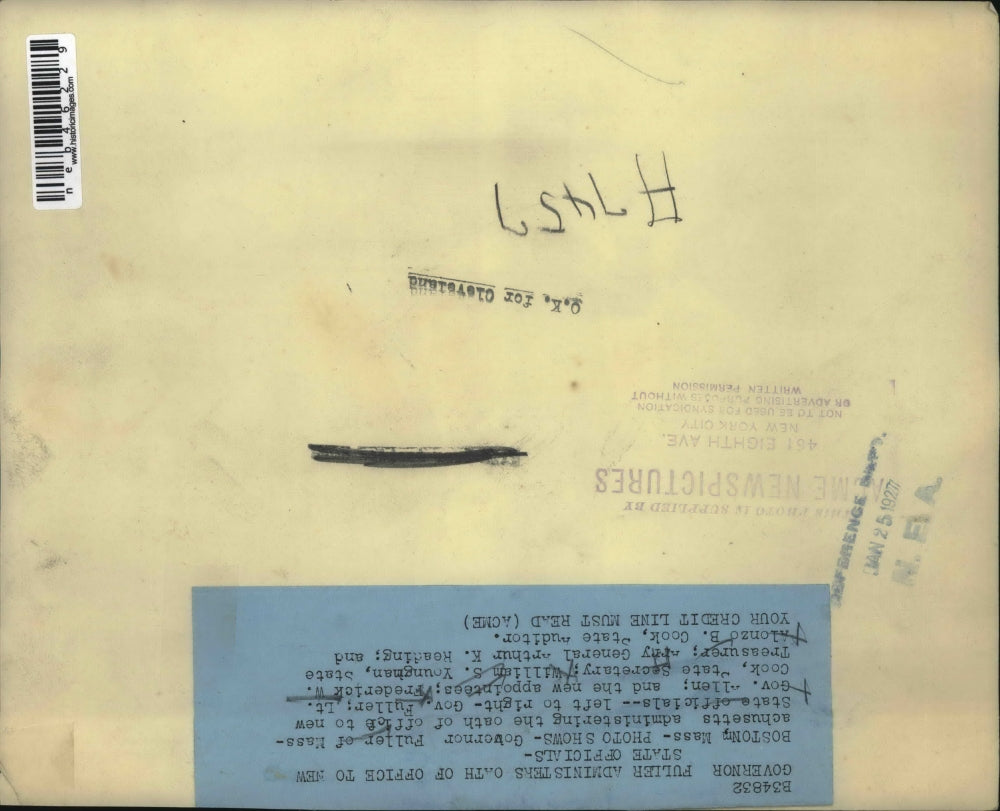 B34832
GOVERNOR FULLER ADMINISTERS OATH OF OFFICE TO NEW
STATE OFFICIALS-
BOSTON, Mass- PHOTO SHOWS- Governor Fuller of Mass-
achusetts administering the oath of office to new
State officials-- left to right- Gov. Fuller; Lt.
Gov. Allen; and the new appointees; Frederick W.
Cook, State Secretary; William S. Youngman, State
Treasurer; Atty General Arthur K. Reading; and
Alonzo B. Cook, State Auditor.
YOUR CREDIT LINE MUST READ (ACME)
THIS PHOTO IS SUPPLIED BY
ACME NEWSPICTURES
461 EIGHTH AVE.
NEW YORK CITY
NOT TO BE USED FOR SYNDICATION
OR ADVERTISING PURPOSES WITHOUT
WRITTEN PERMISSION
REFERENCE DEPT.
JAN 25 1927
N. E. A.
O.K. for Cleveland
H 7457
neb46229
www.historicimages.com